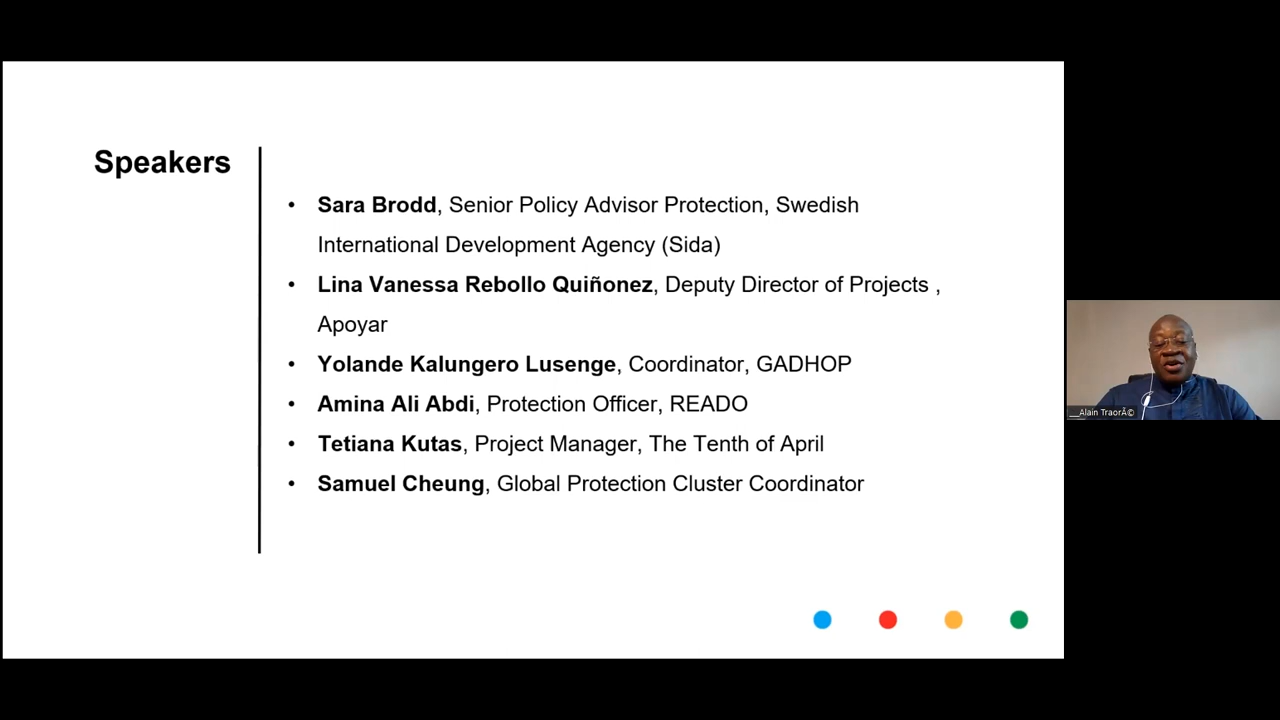 Speakers
• Sara Brodd, Senior Policy Advisor Protection, Swedish
International Development Agency (Sida)
• Lina Vanessa Rebollo Quiñonez, Deputy Director of Projects ,
Apoyar
• Yolande Kalungero Lusenge, Coordinator, GADHOP
• Amina Ali Abdi, Protection Officer, READO
• Tetiana Kutas, Project Manager, The Tenth of April
• Samuel Cheung, Global Protection Cluster Coordinator
__Alain TraorÃ©